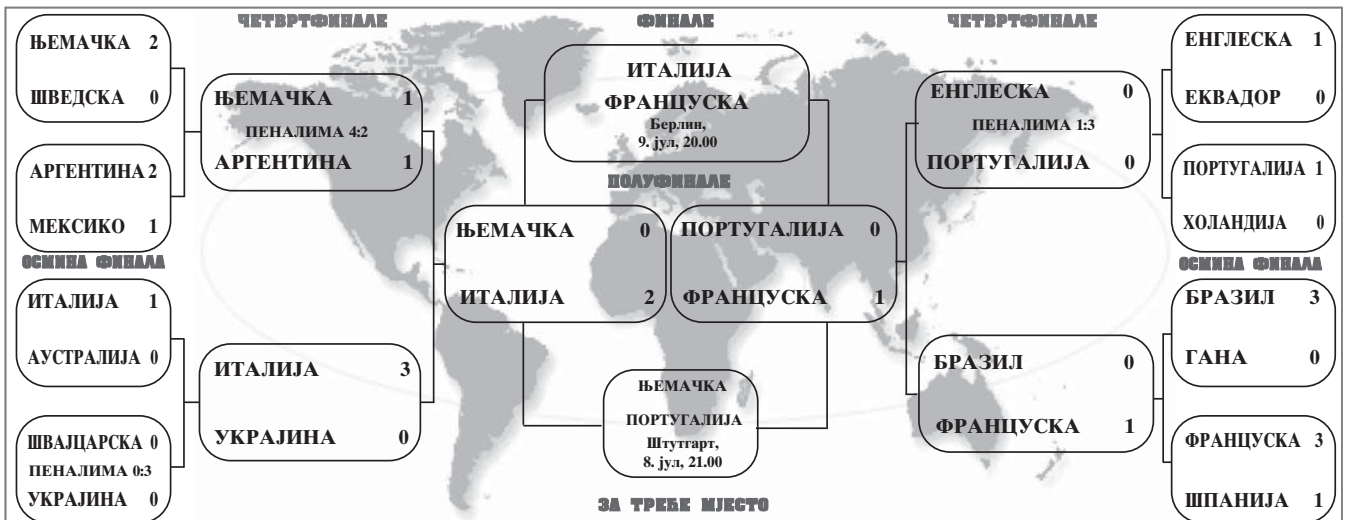 ЧЕТВРТФИНАЛЕ
ФИНАЛЕ
ЧЕТВРТФИНАЛЕ
ЊЕМАЧКА 2
ШВЕДСКА 0
АРГЕНТИНА 2
МЕКСИКО 1
ОСМИНА ФИНАЛА
ИТАЛИЈА 1
АУСТРАЛИЈА 0
ШВАЈЦАРСКА 0
ПЕНАЛИМА 0:3
УКРАЈИНА 0
ЊЕМАЧКА 1
ПЕНАЛИМА 4:2
АРГЕНТИНА 1
ИТАЛИЈА 3
УКРАЈИНА 0
ИТАЛИЈА
ФРАНЦУСКА
Берлин,
9. јул, 20.00
ПОЛУФИНАЛЕ
ЊЕМАЧКА 0
ИТАЛИЈА 2
ПОРТУГАЛИЈА 0
ФРАНЦУСКА 1
ЊЕМАЧКА
ПОРТУГАЛИЈА
Штутгарт,
8. јул, 21.00
ЗА ТРЕЋЕ МЈЕСТО
ЕНГЛЕСКА 0
ПЕНАЛИМА 1:3
ПОРТУГАЛИЈА 0
БРАЗИЛ 0
ФРАНЦУСКА 1
ЕНГЛЕСКА 1
ЕКВАДОР 0
ПОРТУГАЛИЈА 1
ХОЛАНДИЈА 0
ОСМИНА ФИНАЛА
БРАЗИЛ 3
ГАНА 0
ФРАНЦУСКА 3
ШПАНИЈА 1